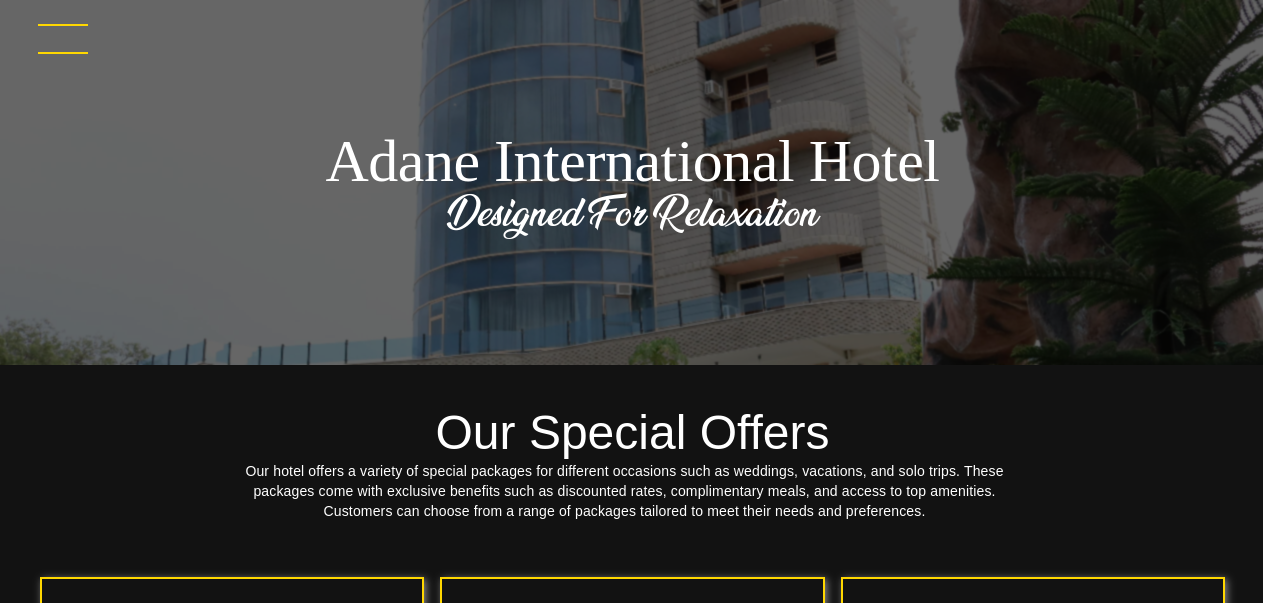 Adane International Hotel
Designed For Relaxation
Our Special Offers
Our hotel offers a variety of special packages for different occasions such as weddings, vacations, and solo trips. These
packages come with exclusive benefits such as discounted rates, complimentary meals, and access to top amenities.
Customers can choose from a range of packages tailored to meet their needs and preferences.